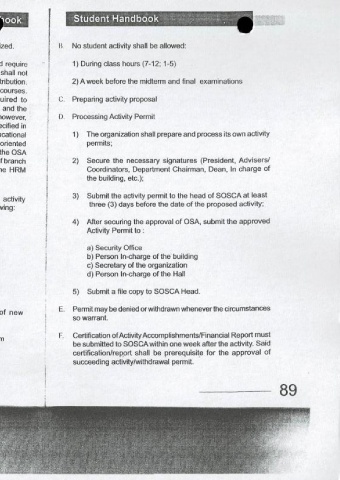 ook
ized.
d require
shall not
tribution.
courses.
uired to
and the
however,
ecified in
ucational
oriented
the OSA
f branch
he HRM
activity
wing:
of new
m
Student Handbook
B. No student activity shall be allowed:
1) During class hours (7-12; 1-5)
2) A week before the midterm and final examinations
C. Preparing activity proposal
D. Processing Activity Permit
1) The organization shall prepare and process its own activity
permits;
2) Secure the necessary signatures (President, Advisers/
Coordinators, Department Chairman, Dean, In charge of
the building, etc.);
3) Submit the activity permit to the head of SOSCA at least
three (3) days before the date of the proposed activity;
4) After securing the approval of OSA, submit the approved
Activity Permit to :
a) Security Office
b) Person In-charge of the building
c) Secretary of the organization
d) Person In-charge of the Hall
5) Submit a file copy to SOSCA Head.
E. Permit may be denied or withdrawn whenever the circumstances
so warrant.
F. Certification of Activity Accomplishments/Financial Report must
be submitted to SOSCA within one week after the activity. Said
certification/report shall be prerequisite for the approval of
succeeding activity/withdrawal permit.
89